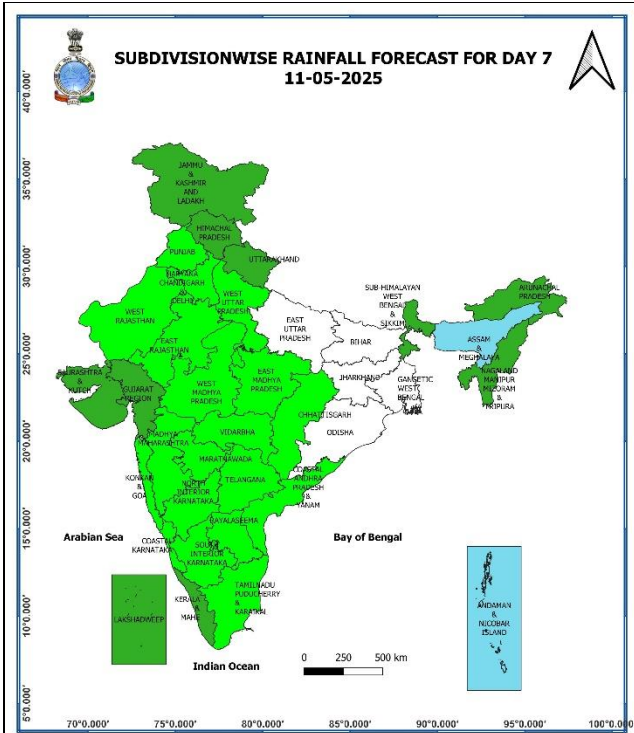 SUBDIVISIONWISE RAINFALL FORECAST FOR DAY 7
11-05-2025
40°0.000'
35°0.000'
30°0.000'
25°0.000'
20°0.000'
15°0.000'
10°0.000'
5°0.000'
JAMMU
&
KASHMIR
AND
LADAKH
HIMACHAL
PRADESH
UTTARAKHAND
PUNJAB
HARYANA
CHANDIGARH
&
DELHI
WEST
UTTAR
PRADESH
WEST
RAJASTHAN
EAST
RAJASTHAN
EAST
UTTAR
PRADESH
BIHAR
SUB-HIMALAYAN
WEST
BENGAL
&
SIKKIM
ARUNACHAL
PRADESH
ASSAM
&
MEGHALAYA
NAGALAND
MANIPUR
MIZORAM
&
TRIPURA
SAURASHTRA
&
KUTCH
GUJARAT
REGION
WEST
MADHYA
PRADESH
EAST
MADHYA
PRADESH
JHARKHAND
GANGETIC
WEST
BENGAL
CHHATTISGARH
ODISHA
VIDARBHA
MADHYA
MAHARASHTRA
MARATHWADA
KONKAN
&
GOA
NORTH
INTERIOR
KARNATAKA
TELANGANA
COASTAL
ANDHRA
PRADESH
&
YANAM
RAYALASEEMA
COASTAL
KARNATAKA
SOUTH
INTERIOR
KARNATAKA
TAMILNADU
PUDUCHERRY
&
KARAIKAL
KERALA
&
MAHE
LAKSHADWEEP
ANDAMAN
&
NICOBAR
ISLAND
Arabian Sea
Bay of Bengal
Indian Ocean
0 250 500 km
70°0.000' 75°0.000' 80°0.000' 85°0.000' 90°0.000' 95°0.000' 100°0.000'